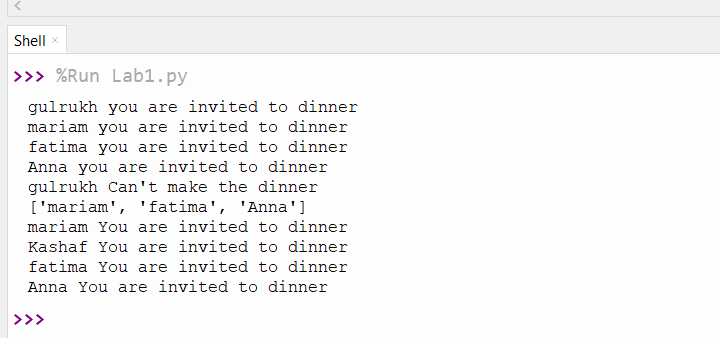 Shell ×
>>> %Run Lab1.py
gulrukh you are invited to dinner
mariam you are invited to dinner
fatima you are invited to dinner
Anna you are invited to dinner
gulrukh Can't make the dinner
['mariam', 'fatima', 'Anna']
mariam You are invited to dinner
Kashaf You are invited to dinner
fatima You are invited to dinner
Anna You are invited to dinner
>>>